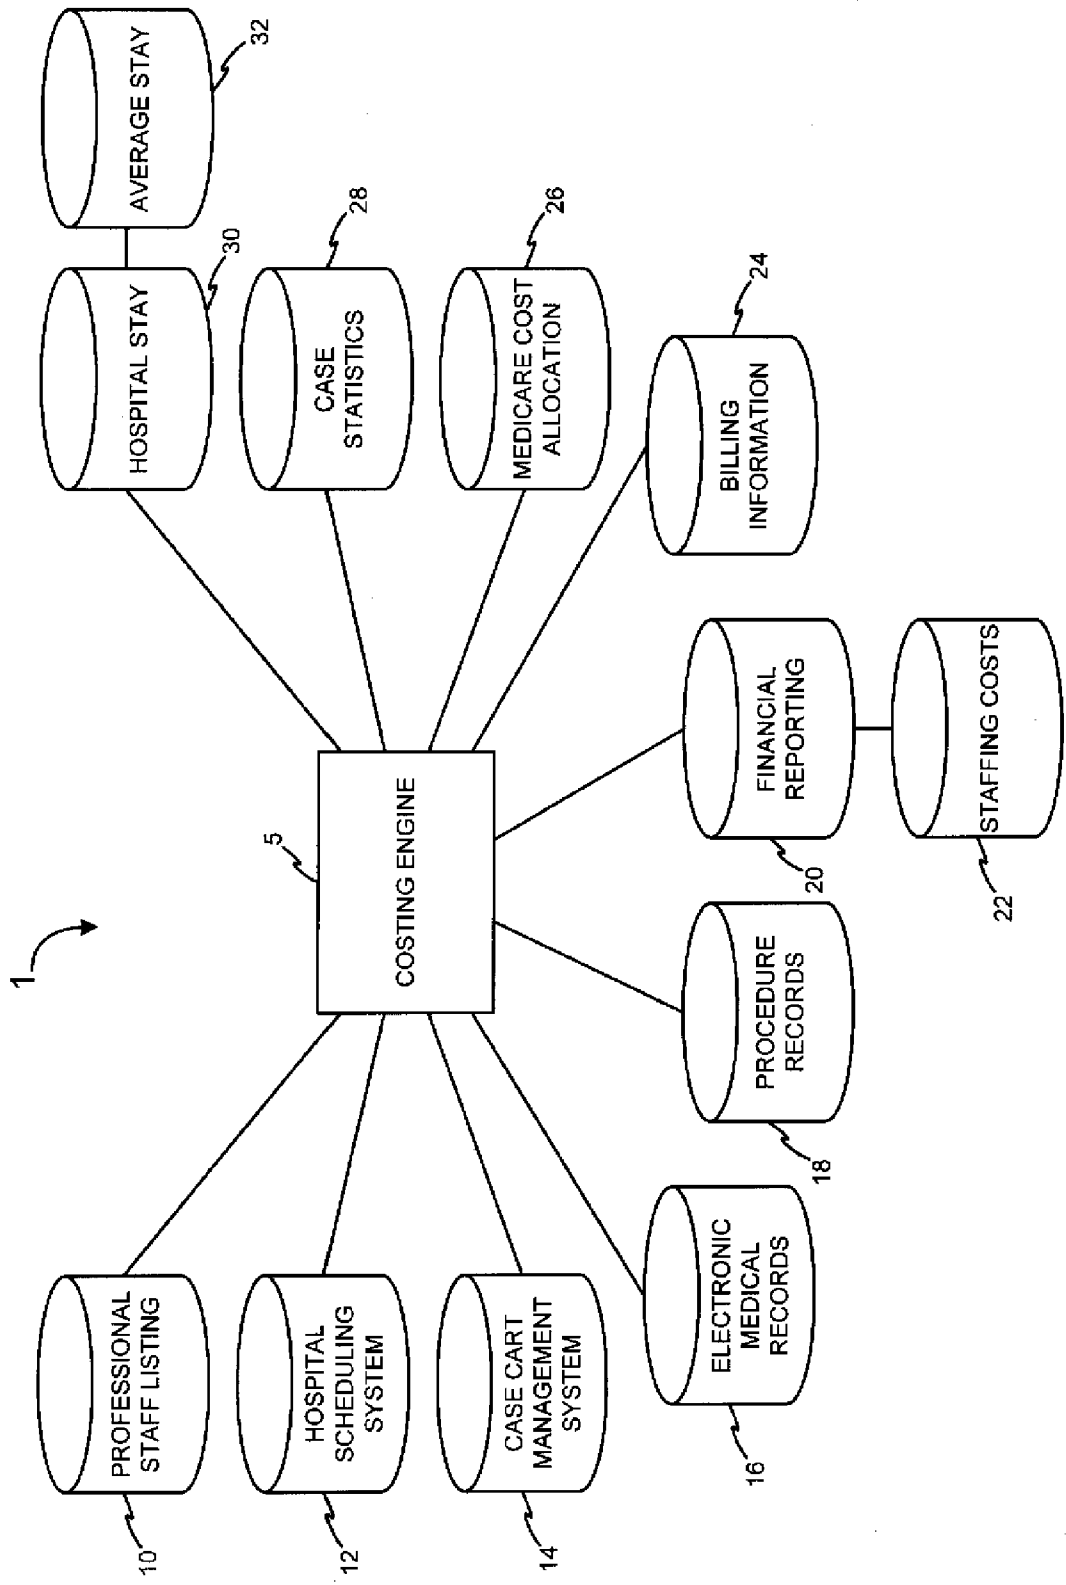 1
5
COSTING ENGINE
PROFESSIONAL
STAFF LISTING
10
HOSPITAL
SCHEDULING
SYSTEM
12
CASE CART
MANAGEMENT
SYSTEM
14
ELECTRONIC
MEDICAL
RECORDS
16
PROCEDURE
RECORDS
18
FINANCIAL
REPORTING
20
STAFFING COSTS
22
BILLING
INFORMATION
24
MEDICARE COST
ALLOCATION
26
CASE
STATISTICS
28
HOSPITAL STAY
30
AVERAGE STAY
32